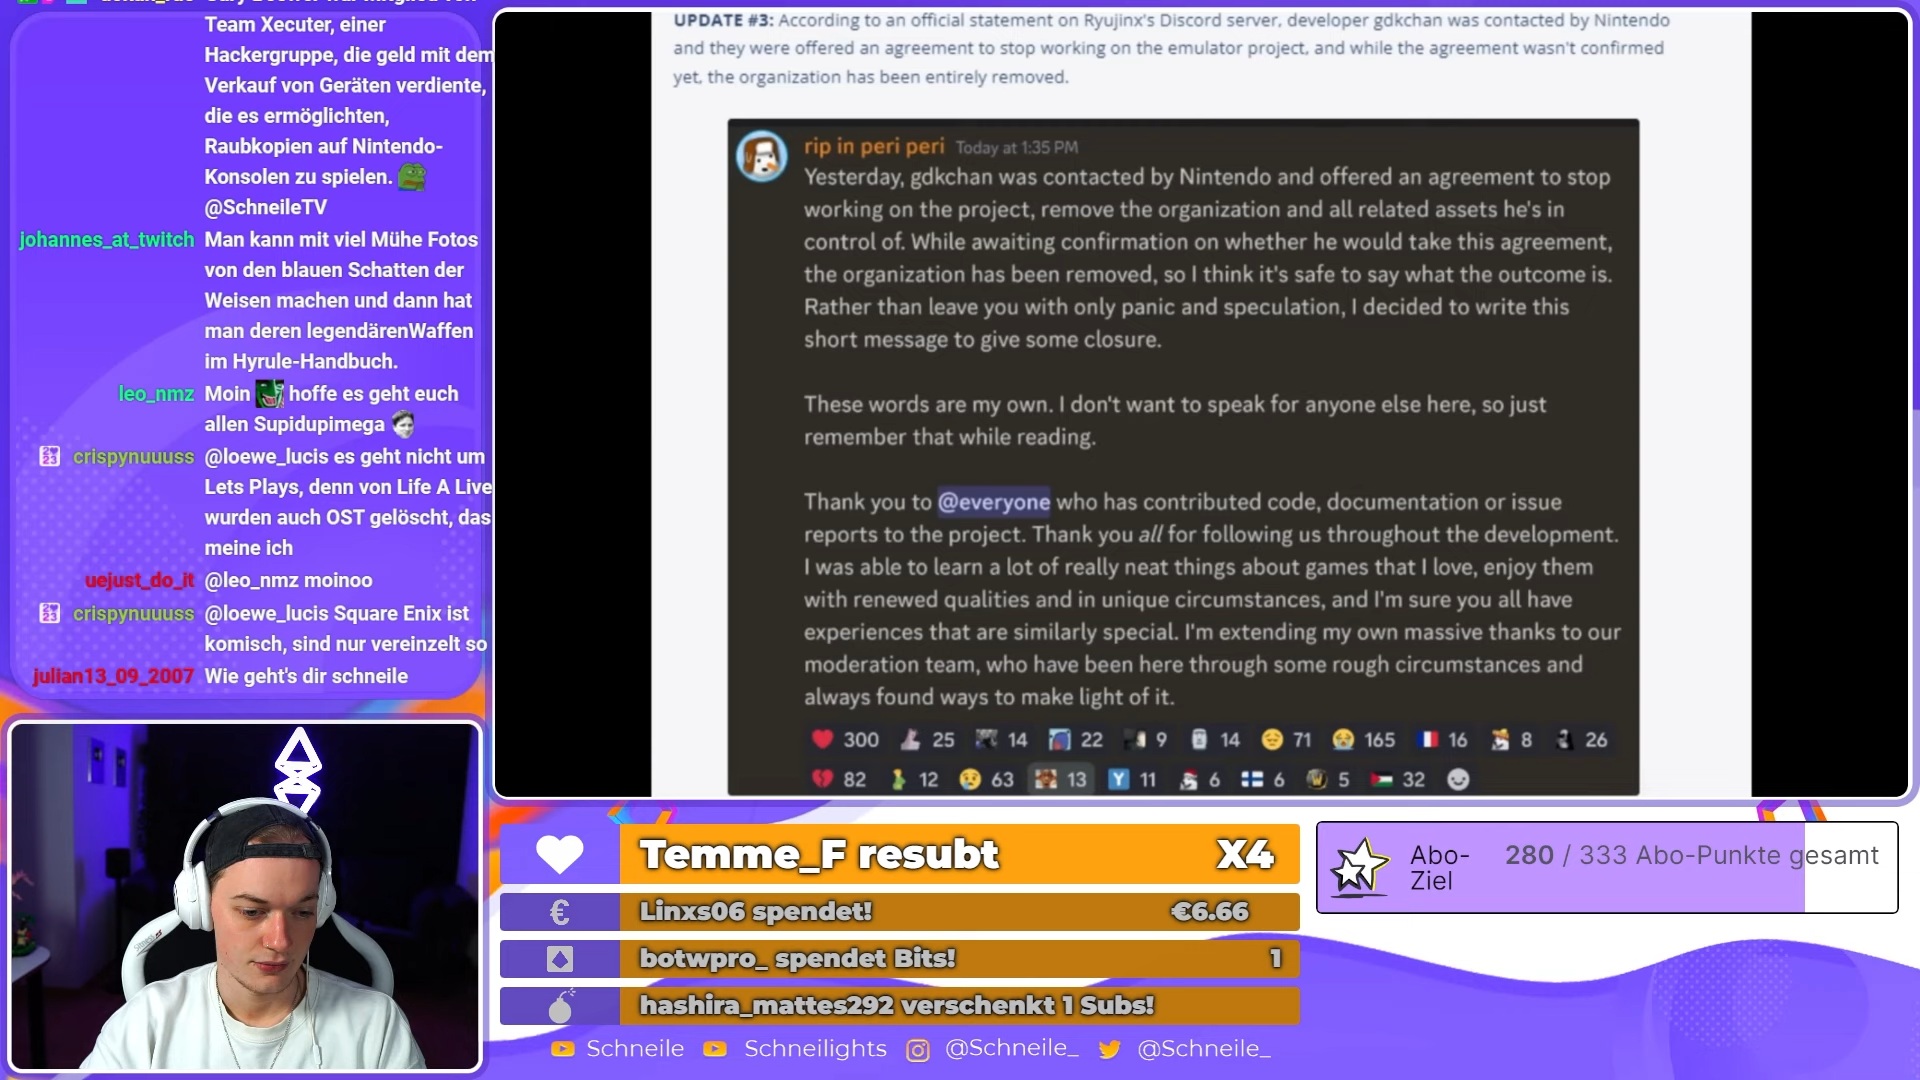 Team Xecuter, einer
Hackergruppe, die geld mit dem
Verkauf von Geräten verdiente,
die es ermöglichten,
Raubkopien auf Nintendo-
Konsolen zu spielen.
@SchneileTV
johannes_at_twitch Man kann mit viel Mühe Fotos
von den blauen Schatten der
Weisen machen und dann hat
man deren legendärenWaffen
im Hyrule-Handbuch.
leo_nmz Moin hoffe es geht euch
allen Supidupimega
crispynuuuss @loewe_lucis es geht nicht um
Lets Plays, denn von Life A Live
wurden auch OST gelöscht, das
meine ich
uejust_do_it @leo_nmz moinoo
crispynuuuss @loewe_lucis Square Enix ist
komisch, sind nur vereinzelt so
julian13_09_2007 Wie geht's dir schneile
UPDATE #3: According to an official statement on Ryujinx's Discord server, developer gdkchan was contacted by Nintendo
and they were offered an agreement to stop working on the emulator project, and while the agreement wasn't confirmed
yet, the organization has been entirely removed.
rip in peri peri Today at 1:35 PM
Yesterday, gdkchan was contacted by Nintendo and offered an agreement to stop
working on the project, remove the organization and all related assets he's in
control of. While awaiting confirmation on whether he would take this agreement,
the organization has been removed, so I think it's safe to say what the outcome is.
Rather than leave you with only panic and speculation, I decided to write this
short message to give some closure.
These words are my own. I don't want to speak for anyone else here, so just
remember that while reading.
Thank you to @everyone who has contributed code, documentation or issue
reports to the project. Thank you all for following us throughout the development.
I was able to learn a lot of really neat things about games that I love, enjoy them
with renewed qualities and in unique circumstances, and I'm sure you all have
experiences that are similarly special. I'm extending my own massive thanks to our
moderation team, who have been here through some rough circumstances and
always found ways to make light of it.
300 25 14 22 9 14 71 165 16 8 26
82 12 63 13 11 6 6 5 32
Temme_F resubt X4
Linxs06 spendet! €6.66
botwpro_ spendet Bits! 1
hashira_mattes292 verschenkt 1 Subs!
Schneile Schneilights @Schneile_ @Schneile_
Abo-
Ziel
280 / 333 Abo-Punkte gesamt